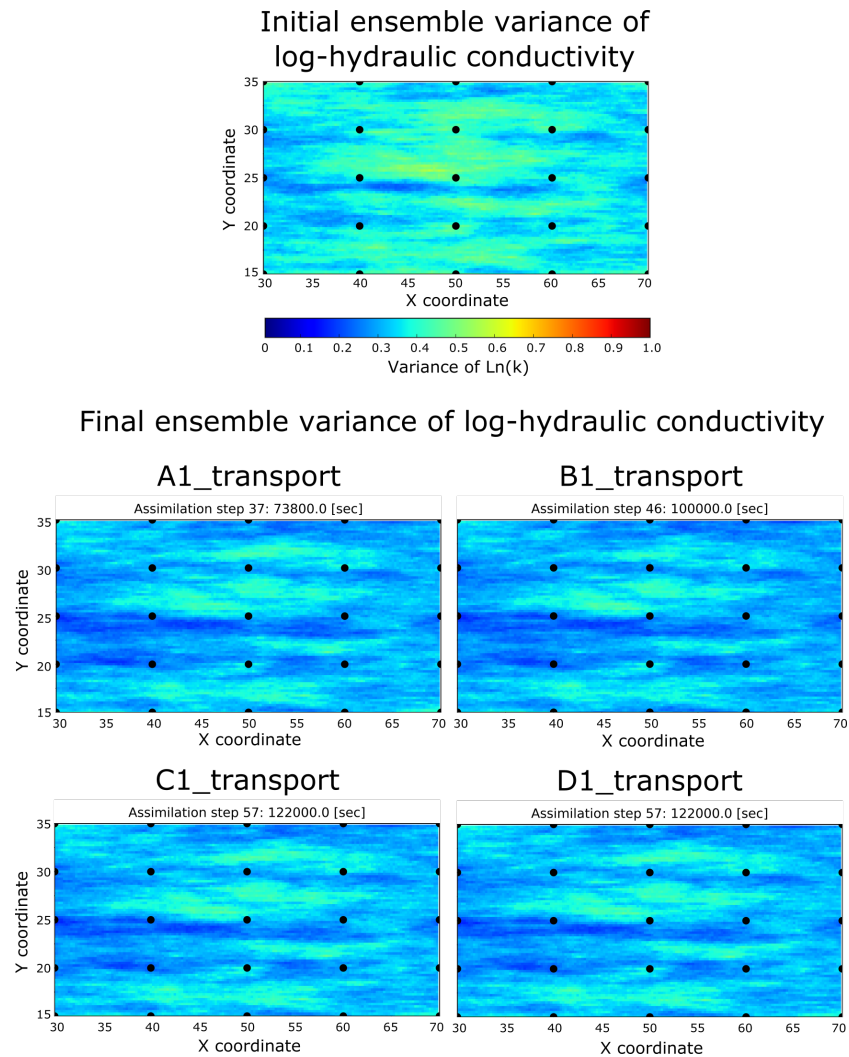 Initial ensemble variance of
log-hydraulic conductivity
35
30
25
20
15
Y coordinate
30 35 40 45 50 55 60 65 70
X coordinate
0 0.1 0.2 0.3 0.4 0.5 0.6 0.7 0.8 0.9 1.0
Variance of Ln(k)
Final ensemble variance of log-hydraulic conductivity
A1_transport
Assimilation step 37: 73800.0 [sec]
35
30
25
20
15
Y coordinate
30 35 40 45 50 55 60 65 70
X coordinate
B1_transport
Assimilation step 46: 100000.0 [sec]
30 35 40 45 50 55 60 65 70
X coordinate
C1_transport
Assimilation step 57: 122000.0 [sec]
35
30
25
20
15
Y coordinate
30 35 40 45 50 55 60 65 70
X coordinate
D1_transport
Assimilation step 57: 122000.0 [sec]
30 35 40 45 50 55 60 65 70
X coordinate